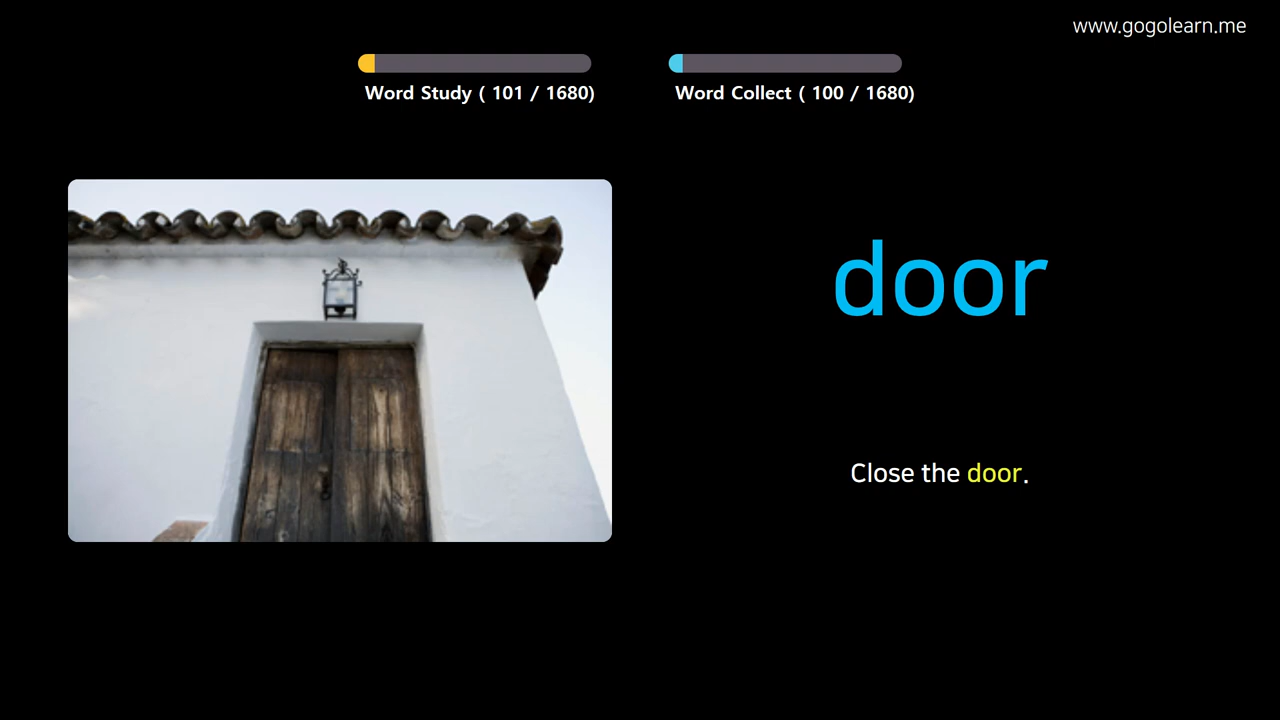 www.gogolearn.me
Word Study ( 101 / 1680)
Word Collect ( 100 / 1680)
door
Close the door.